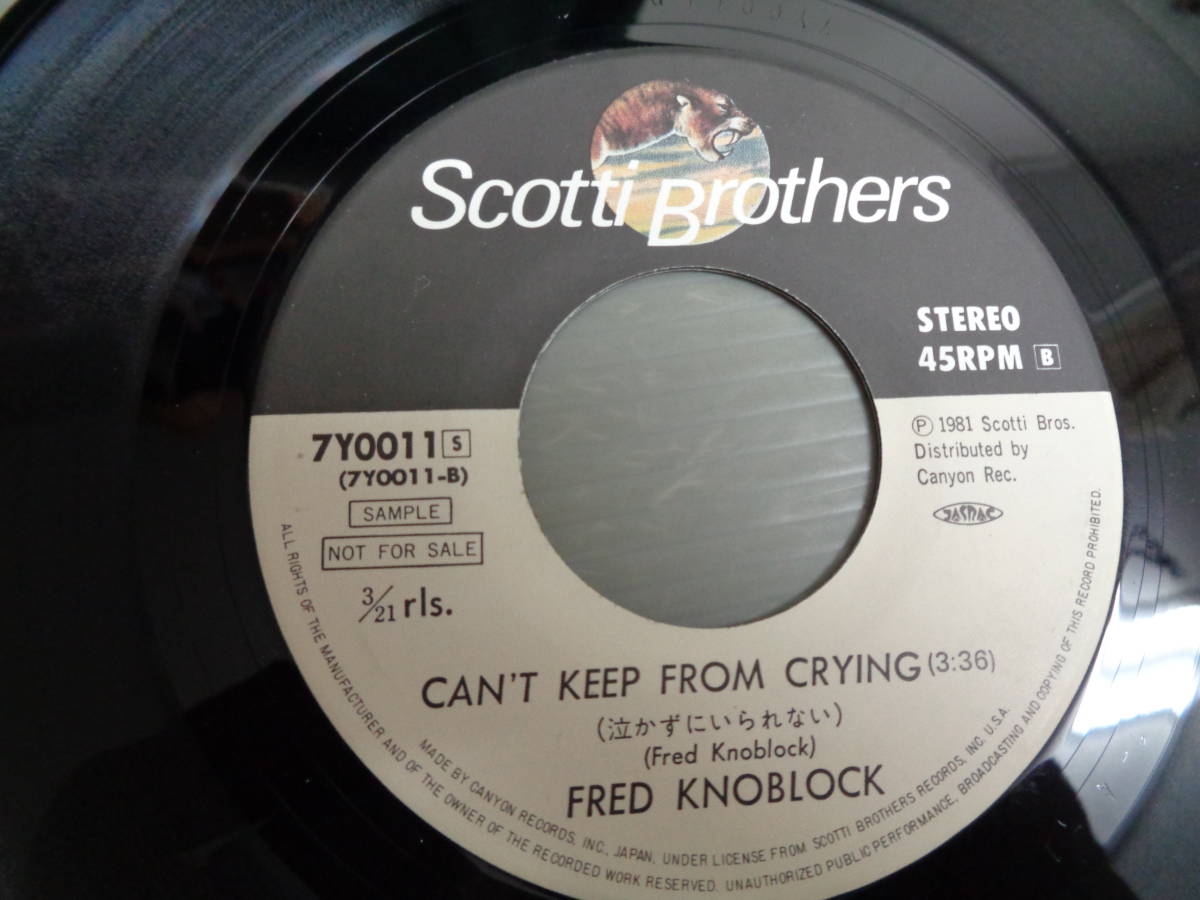 Scotti Brothers
STEREO
45RPM B
7Y0011 S
(7Y0011-B)
SAMPLE
NOT FOR SALE
3/21 rls.
Ⓟ 1981 Scotti Bros.
Distributed by
Canyon Rec.
JASRAC
CAN'T KEEP FROM CRYING (3:36)
(泣かずにいられない)
(Fred Knoblock)
FRED KNOBLOCK
MADE BY CANYON RECORDS, INC., JAPAN, UNDER LICENSE FROM SCOTTI BROTHERS RECORDS, INC. U.S.A.
ALL RIGHTS OF THE MANUFACTURER AND OF THE OWNER OF THE RECORDED WORK RESERVED. UNAUTHORIZED PUBLIC PERFORMANCE, BROADCASTING AND COPYING OF THIS RECORD PROHIBITED.